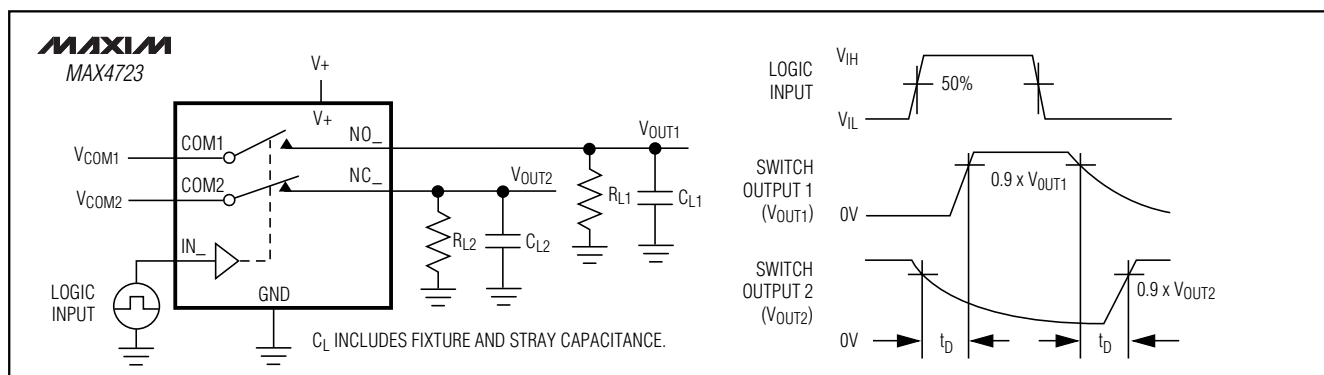 MAXIM
MAX4723
V+
V+
COM1
NO_
VCOM1
VOUT1
COM2
NC_
VCOM2
VOUT2
RL1
CL1
RL2
CL2
IN_
LOGIC
INPUT
GND
CL INCLUDES FIXTURE AND STRAY CAPACITANCE.
LOGIC
INPUT
VIH
50%
VIL
SWITCH
OUTPUT 1
(VOUT1)
0.9 x VOUT1
0V
SWITCH
OUTPUT 2
(VOUT2)
0.9 x VOUT2
0V
tD
tD